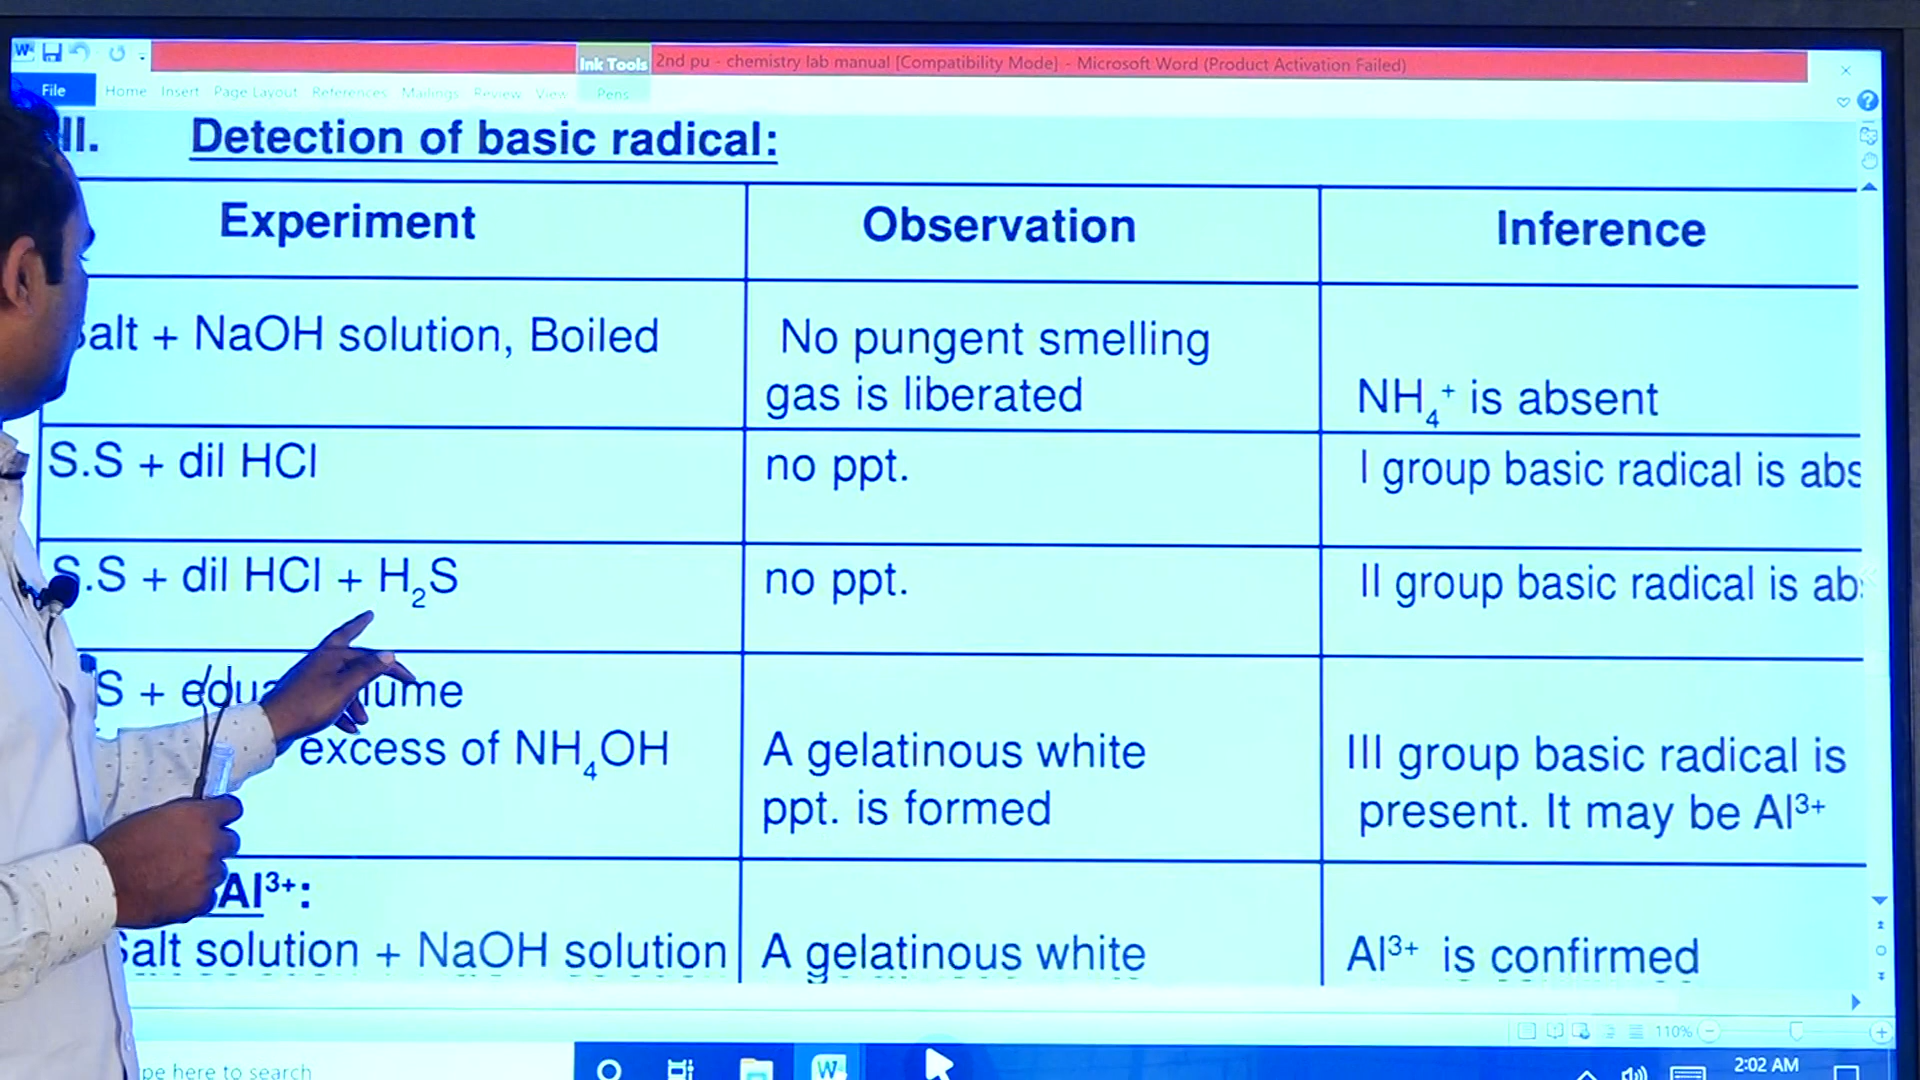 Ink Tools
2nd pu - chemistry lab manual [Compatibility Mode] - Microsoft Word (Product Activation Failed)
File Home Insert Page Layout References Mailings Review View Pens
II. Detection of basic radical:
Experiment Observation Inference
alt + NaOH solution, Boiled
No pungent smelling
gas is liberated
NH₄⁺ is absent
S.S + dil HCl
no ppt.
I group basic radical is abs
S.S + dil HCl + H₂S
no ppt.
II group basic radical is ab
S + equa ume
excess of NH₄OH
A gelatinous white
ppt. is formed
III group basic radical is
present. It may be Al³⁺
Al³⁺:
Salt solution + NaOH solution
A gelatinous white
Al³⁺ is confirmed
110%
pe here to search
2:02 AM